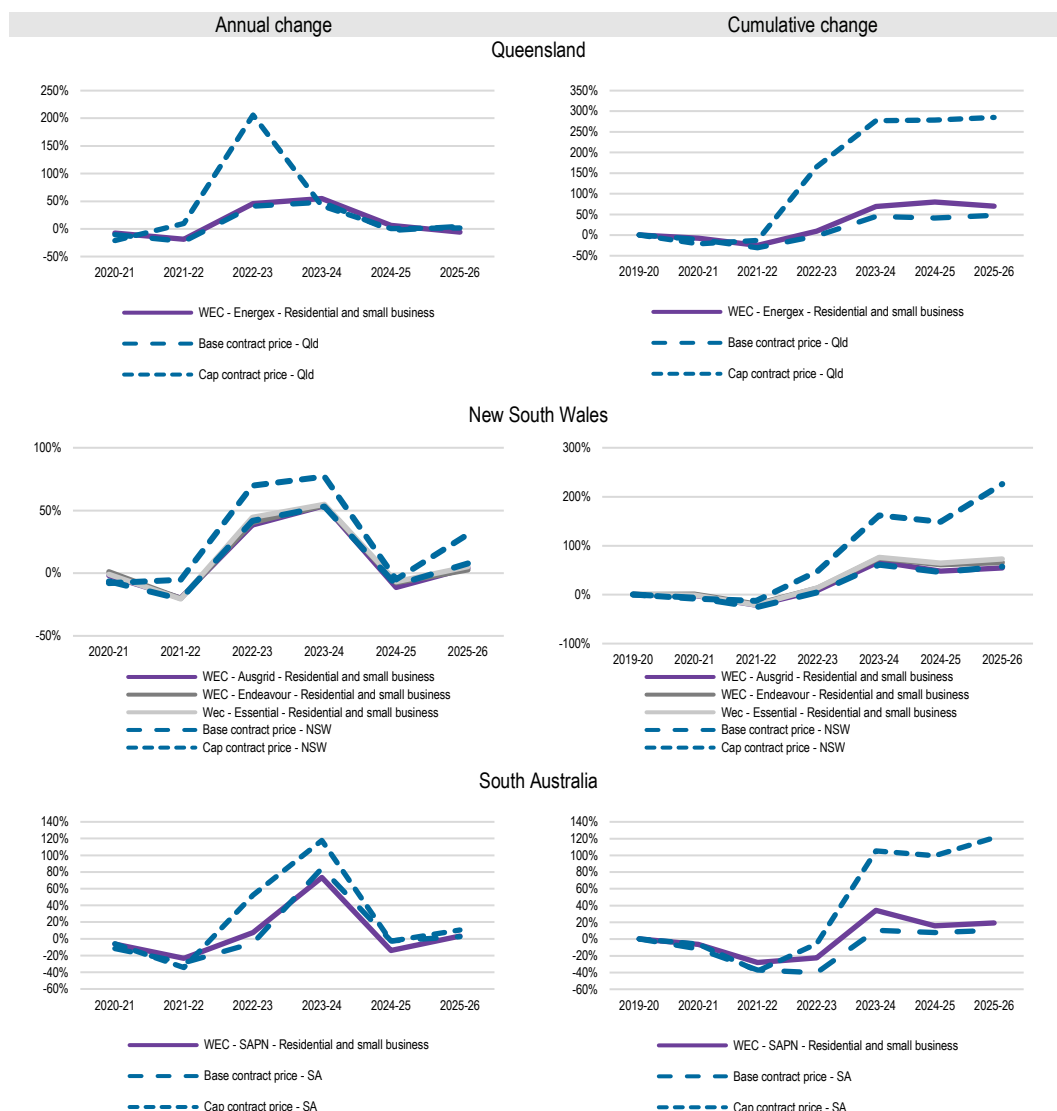 Annual change
Cumulative change
Queensland
250%
200%
150%
100%
50%
0%
-50%
2020-21 2021-22 2022-23 2023-24 2024-25 2025-26
WEC - Energex - Residential and small business
Base contract price - Qld
Cap contract price - Qld
350%
300%
250%
200%
150%
100%
50%
0%
-50%
2019-20 2020-21 2021-22 2022-23 2023-24 2024-25 2025-26
WEC - Energex - Residential and small business
Base contract price - Qld
Cap contract price - Qld
New South Wales
100%
50%
0%
-50%
2020-21 2021-22 2022-23 2023-24 2024-25 2025-26
WEC - Ausgrid - Residential and small business
WEC - Endeavour - Residential and small business
Wec - Essential - Residential and small business
Base contract price - NSW
Cap contract price - NSW
300%
200%
100%
0%
-100%
2019-20 2020-21 2021-22 2022-23 2023-24 2024-25 2025-26
WEC - Ausgrid - Residential and small business
WEC - Endeavour - Residential and small business
Wec - Essential - Residential and small business
Base contract price - NSW
Cap contract price - NSW
South Australia
140%
120%
100%
80%
60%
40%
20%
0%
-20%
-40%
-60%
2020-21 2021-22 2022-23 2023-24 2024-25 2025-26
WEC - SAPN - Residential and small business
Base contract price - SA
Cap contract price - SA
140%
120%
100%
80%
60%
40%
20%
0%
-20%
-40%
-60%
2019-20 2020-21 2021-22 2022-23 2023-24 2024-25 2025-26
WEC - SAPN - Residential and small business
Base contract price - SA
Cap contract price - SA